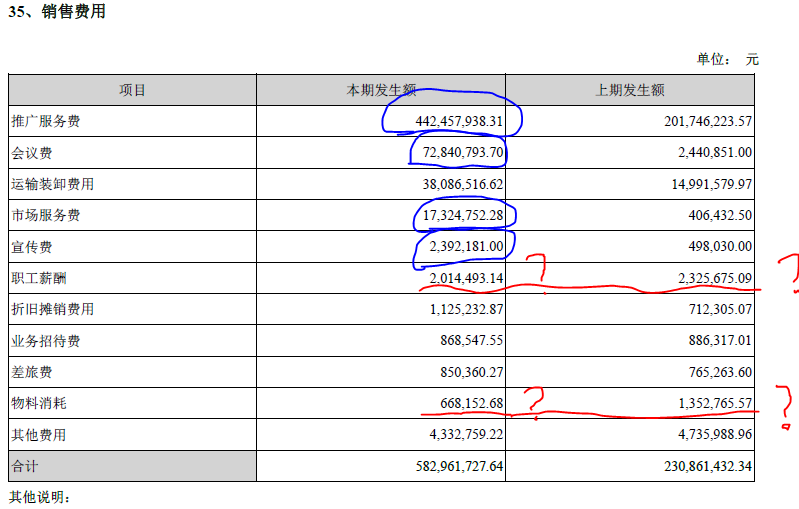 35、销售费用
单位： 元
项目 本期发生额 上期发生额
推广服务费 442,457,938.31 201,746,223.57
会议费 72,840,793.70 2,440,851.00
运输装卸费用 38,086,516.62 14,991,579.97
市场服务费 17,324,752.28 406,432.50
宣传费 2,392,181.00 498,030.00
职工薪酬 2,014,493.14 ? 2,325,675.09 ?
折旧摊销费用 1,125,232.87 712,305.07
业务招待费 868,547.55 886,317.01
差旅费 850,360.27 765,263.60
物料消耗 668,152.68 ? 1,352,765.57 ?
其他费用 4,332,759.22 4,735,988.96
合计 582,961,727.64 230,861,432.34
其他说明：